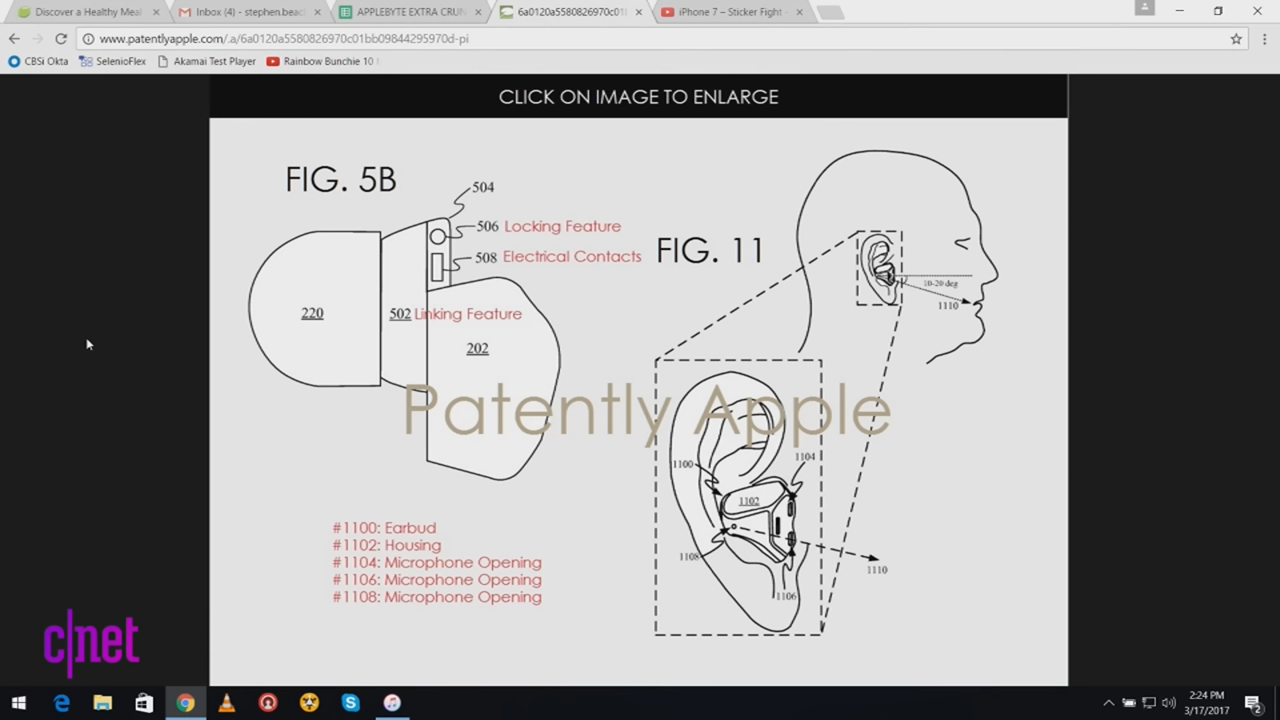 Discover a Healthy Meal
Inbox (4) - stephen.beac
APPLEBYTE EXTRA CRUN
6a0120a5580826970c01
iPhone 7 – Sticker Fight -
www.patentlyapple.com/.a/6a0120a5580826970c01bb09844295970d-pi
CBSi Okta
SelenioFlex
Akamai Test Player
Rainbow Bunchie 10
CLICK ON IMAGE TO ENLARGE
FIG. 5B
504
506 Locking Feature
508 Electrical Contacts
220
502 Linking Feature
202
FIG. 11
10-20 deg
1110
Patently Apple
1100
1104
1102
1108
1110
1106
#1100: Earbud
#1102: Housing
#1104: Microphone Opening
#1106: Microphone Opening
#1108: Microphone Opening
c|net
2:24 PM
3/17/2017
2